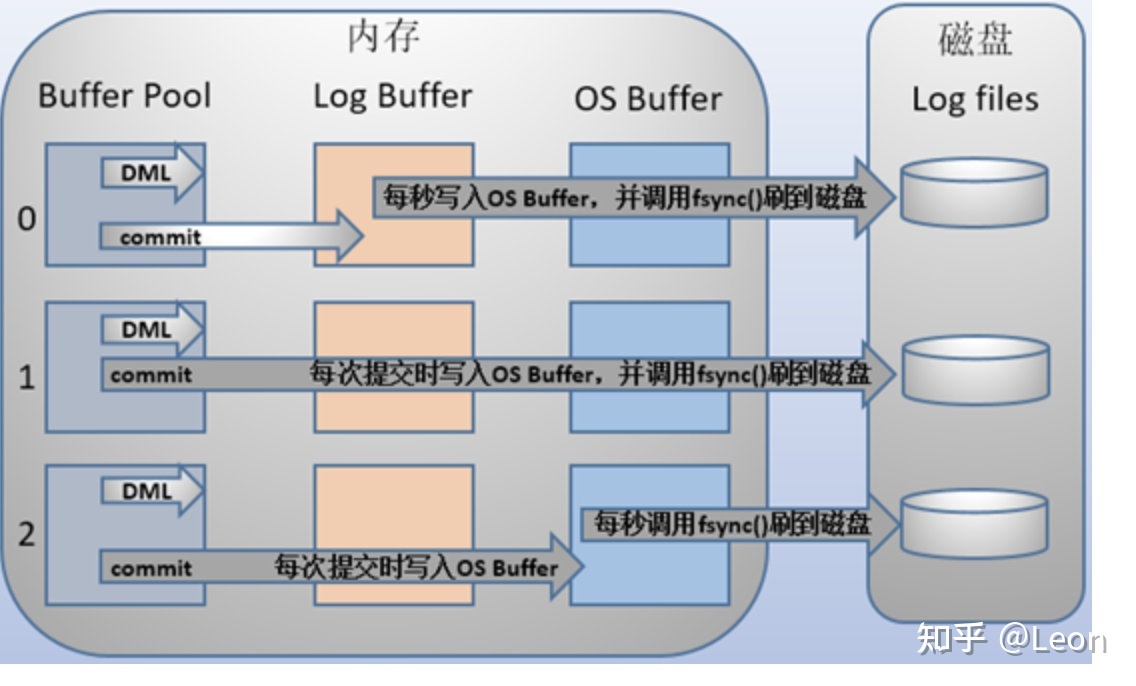 内存
磁盘
Buffer Pool
Log Buffer
OS Buffer
Log files
0
DML
每秒写入OS Buffer，并调用fsync()刷到磁盘
commit
1
DML
commit
每次提交时写入OS Buffer，并调用fsync()刷到磁盘
2
DML
每秒调用fsync()刷到磁盘
commit
每次提交时写入OS Buffer
知乎 @Leon